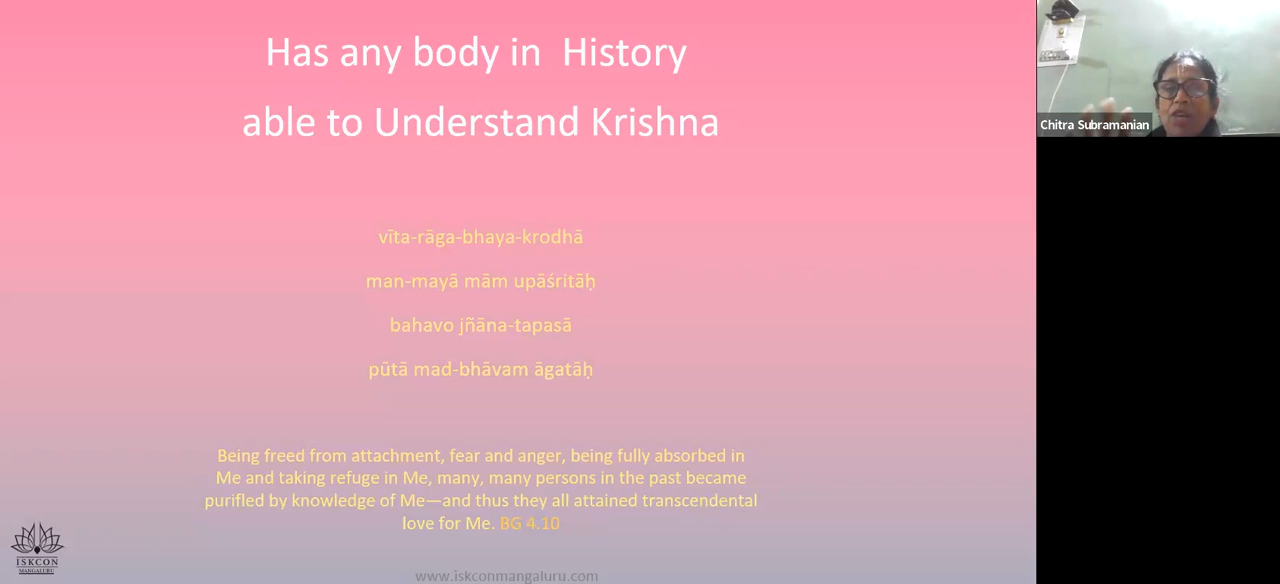 Has any body in History
able to Understand Krishna
vīta-rāga-bhaya-krodhā
man-mayā mām upāśritāḥ
bahavo jñāna-tapasā
pūtā mad-bhāvam āgatāḥ
Being freed from attachment, fear and anger, being fully absorbed in
Me and taking refuge in Me, many, many persons in the past became
purified by knowledge of Me—and thus they all attained transcendental
love for Me. BG 4.10
ISKCON
MANGALURU
www.iskconmangaluru.com
Chitra Subramanian